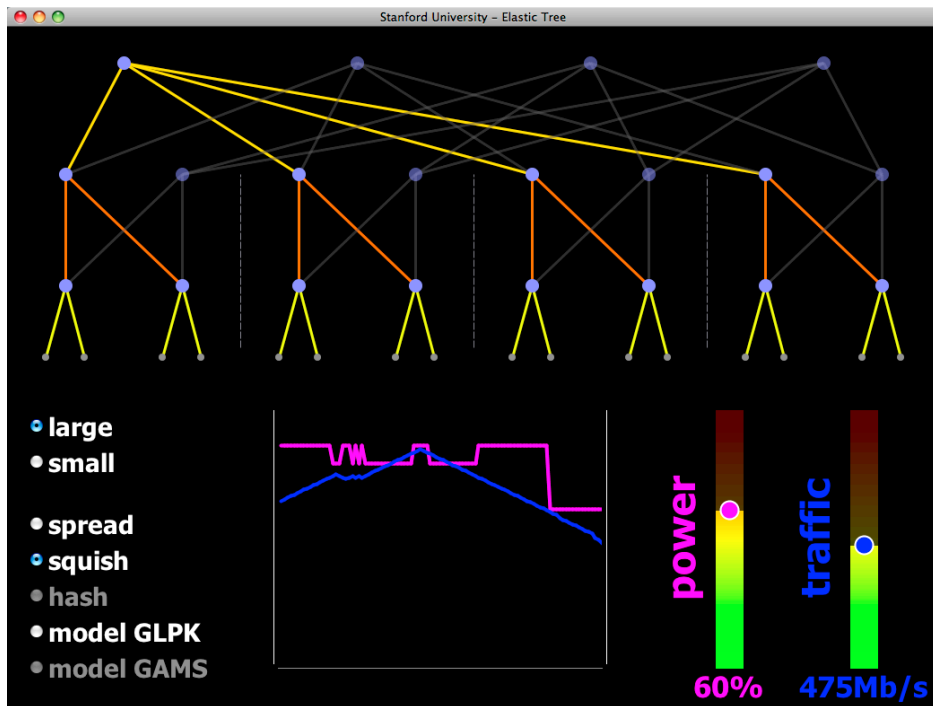 Stanford University – Elastic Tree
large
small
spread
squish
hash
model GLPK
model GAMS
power
traffic
60%
475Mb/s